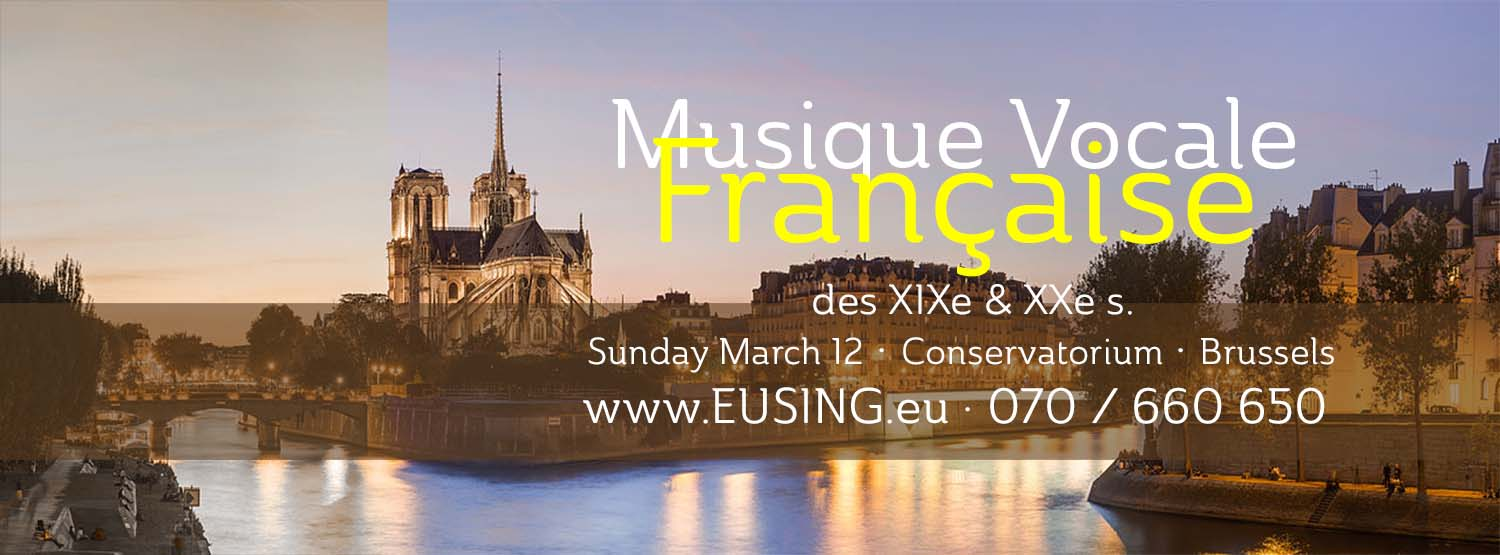 Musique Vocale
Française
des XIXe & XXe s.
Sunday March 12 · Conservatorium · Brussels
www.EUSING.eu · 070 / 660 650